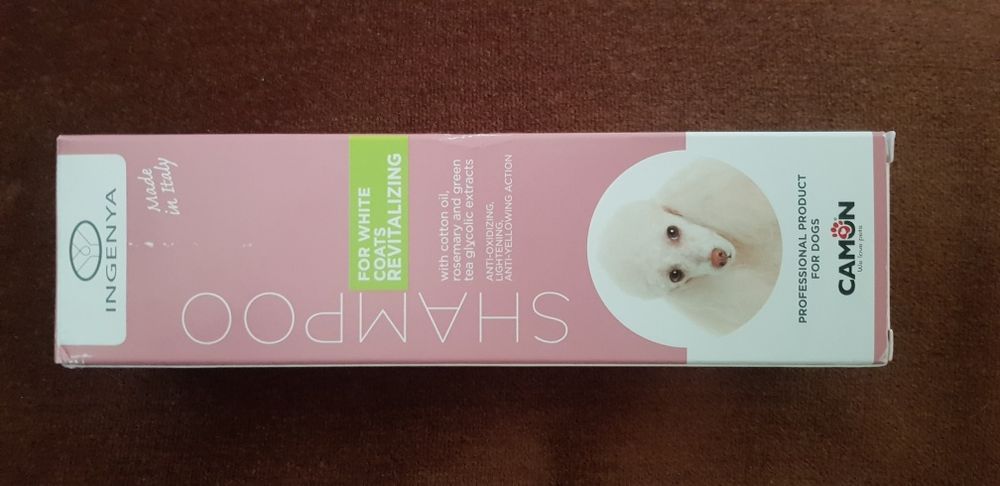 INGENYA
Made
in Italy
SHAMPOO
FOR WHITE
COATS
REVITALIZING
with cotton oil,
rosemary and green
tea glycolic extracts
ANTI-OXIDIZING,
LIGHTENING,
ANTI-YELLOWING ACTION
PROFESSIONAL PRODUCT
FOR DOGS
CAMON
We love pets